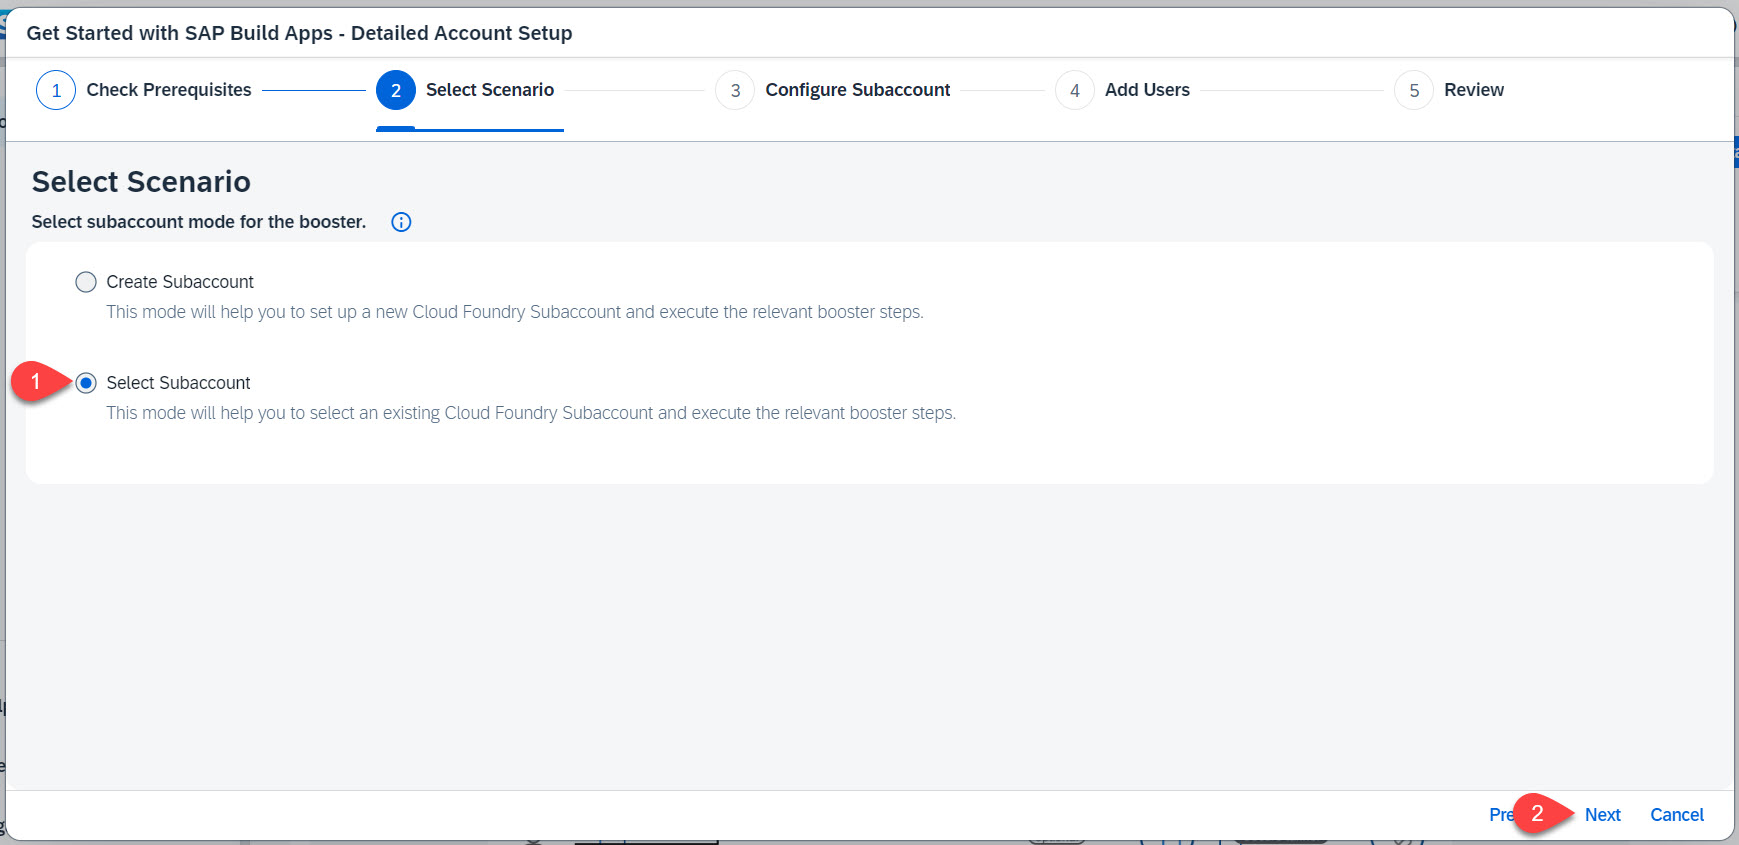 Get Started with SAP Build Apps - Detailed Account Setup
1 Check Prerequisites 2 Select Scenario 3 Configure Subaccount 4 Add Users 5 Review
Select Scenario
Select subaccount mode for the booster.
Create Subaccount
This mode will help you to set up a new Cloud Foundry Subaccount and execute the relevant booster steps.
1 Select Subaccount
This mode will help you to select an existing Cloud Foundry Subaccount and execute the relevant booster steps.
2 Next Cancel